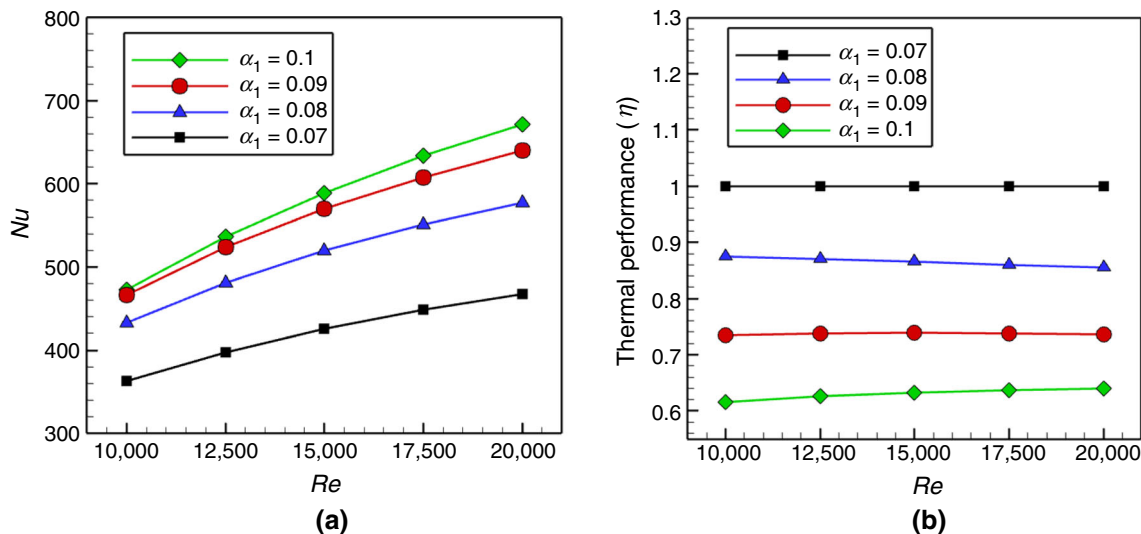 800
700
600
500
400
300
Nu
α1 = 0.1
α1 = 0.09
α1 = 0.08
α1 = 0.07
10,000 12,500 15,000 17,500 20,000
Re
(a)
1.3
1.2
1.1
1
0.9
0.8
0.7
0.6
Thermal performance (η)
α1 = 0.07
α1 = 0.08
α1 = 0.09
α1 = 0.1
10,000 12,500 15,000 17,500 20,000
Re
(b)